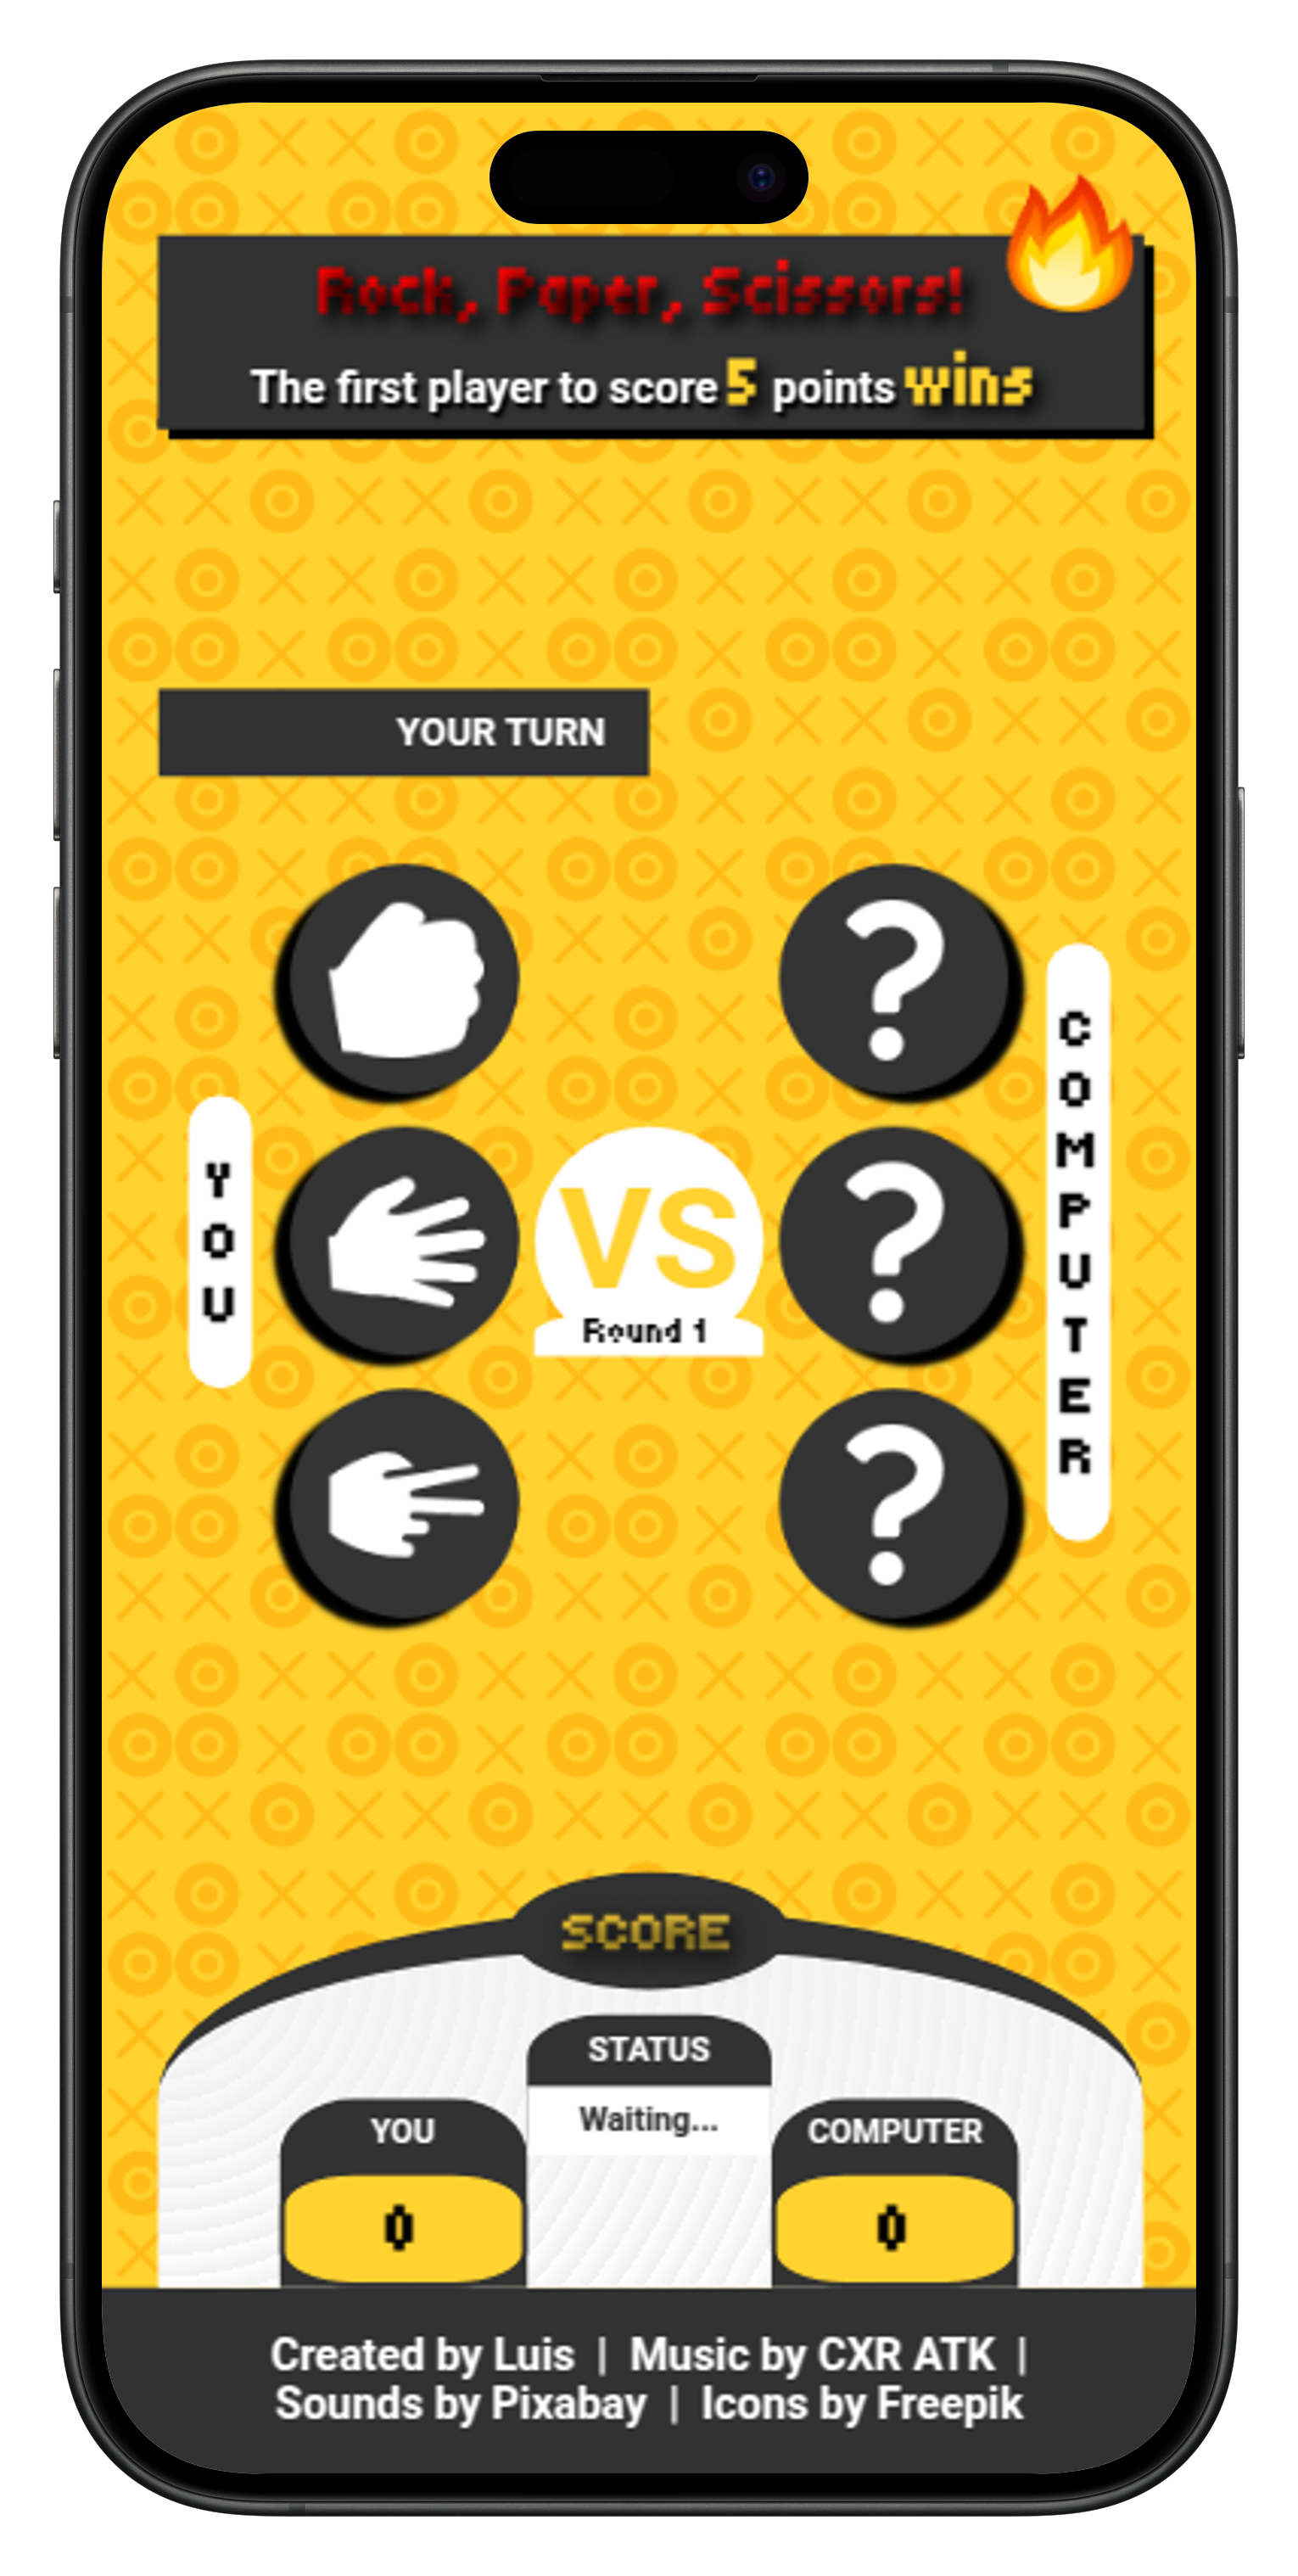 Rock, Paper, Scissors!
The first player to score 5 points wins
YOUR TURN
YOU
VS
Round 1
COMPUTER
SCORE
STATUS
Waiting...
YOU
COMPUTER
0
0
Created by Luis | Music by CXR ATK |
Sounds by Pixabay | Icons by Freepik